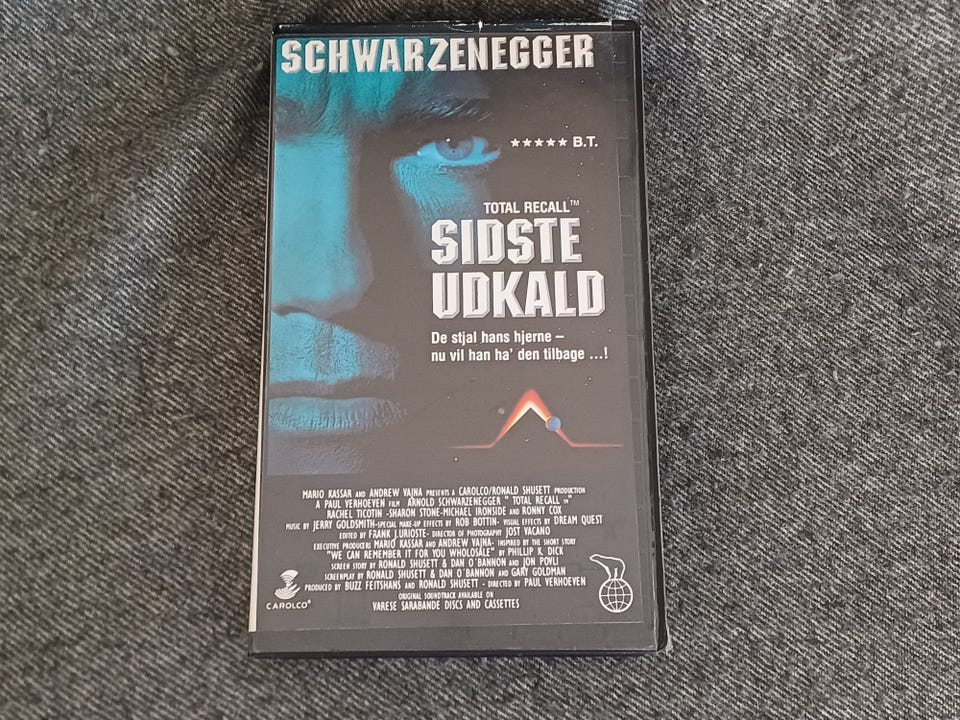 SCHWARZENEGGER
★★★★★ B.T.
TOTAL RECALL™
SIDSTE
UDKALD
De stjal hans hjerne –
nu vil han ha' den tilbage ...!
MARIO KASSAR AND ANDREW VAJNA PRESENTS A CAROLCO/RONALD SHUSETT PRODUCTION
A PAUL VERHOEVEN FILM ARNOLD SCHWARZENEGGER " TOTAL RECALL ™"
RACHEL TICOTIN -SHARON STONE-MICHAEL IRONSIDE AND RONNY COX
MUSIC BY JERRY GOLDSMITH-SPECIAL MAKE-UP EFFECTS BY ROB BOTTIN- VISUAL EFFECTS BY DREAM QUEST
EDITED BY FRANK J.URIOSTE- DIRECTOR OF PHOTOGRAPHY JOST VACANO
EXECUTIVE PRODUCERS MARIO KASSAR AND ANDREW VAJNA- INSPIRED BY THE SHORT STORY
"WE CAN REMEMBER IT FOR YOU WHOLOSALE" BY PHILLIP K. DICK
SCREEN STORY BY RONALD SHUSETT & DAN O'BANNON AND JON POVLI
SCREENPLAY BY RONALD SHUSETT & DAN O'BANNON AND GARY GOLDMAN
PRODUCED BY BUZZ FEITSHANS AND RONALD SHUSETT - DIRECTED BY PAUL VERHOEVEN
ORIGINAL SOUNDTRACK AVAILABLE ON
VARESE SARABANDE DISCS AND CASSETTES
CAROLCO®